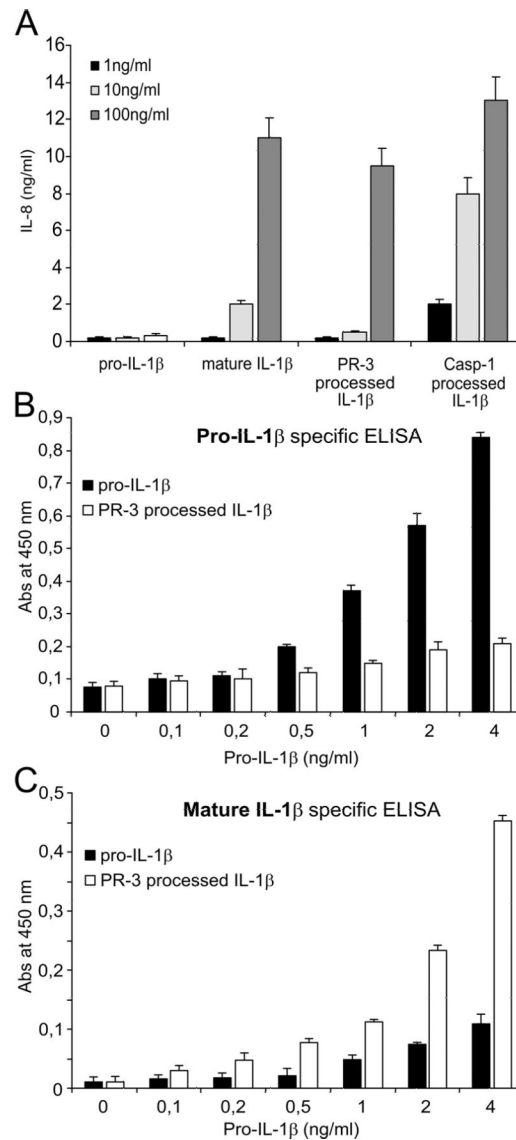 A
16
14
12
10
8
6
4
2
0
IL-8 (ng/ml)
1ng/ml
10ng/ml
100ng/ml
pro-IL-1β
mature IL-1β
PR-3
processed
IL-1β
Casp-1
processed
IL-1β
B
0,9
0,8
0,7
0,6
0,5
0,4
0,3
0,2
0,1
0
Abs at 450 nm
Pro-IL-1β specific ELISA
pro-IL-1β
PR-3 processed IL-1β
0 0,1 0,2 0,5 1 2 4
Pro-IL-1β (ng/ml)
C
0,5
0,4
0,3
0,2
0,1
0
Abs at 450 nm
Mature IL-1β specific ELISA
pro-IL-1β
PR-3 processed IL-1β
0 0,1 0,2 0,5 1 2 4
Pro-IL-1β (ng/ml)